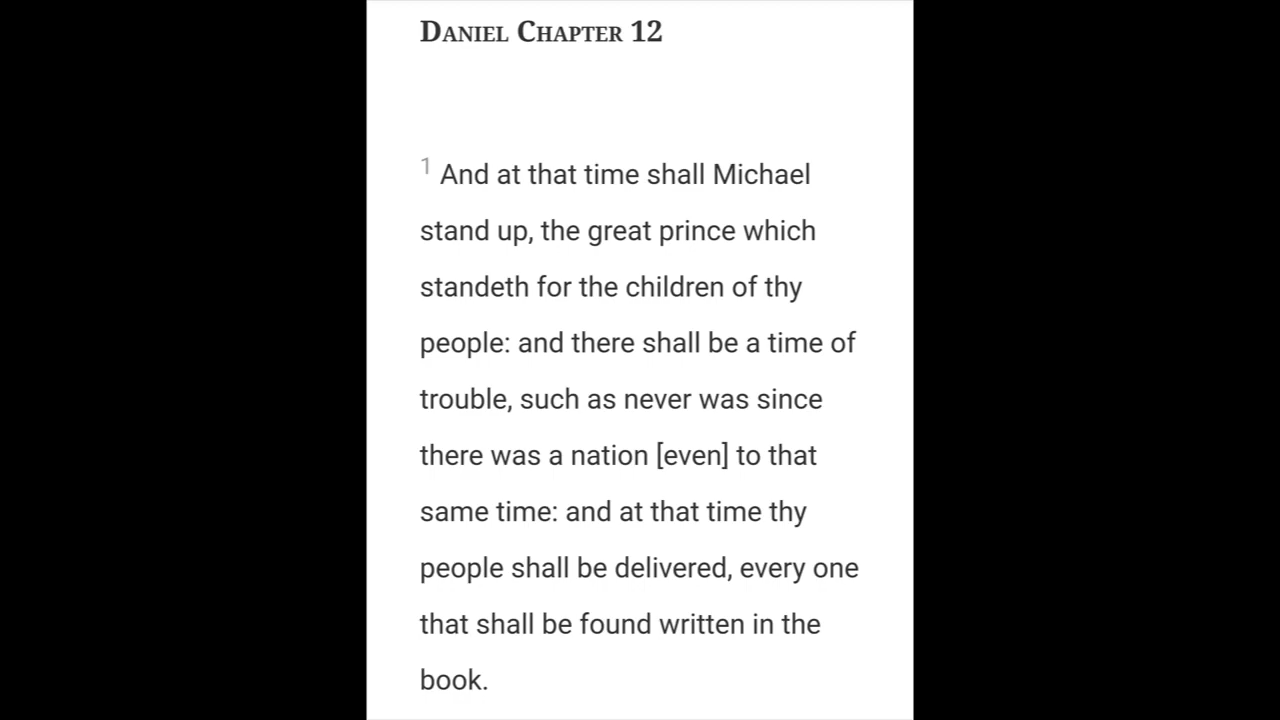 Daniel Chapter 12
1 And at that time shall Michael
stand up, the great prince which
standeth for the children of thy
people: and there shall be a time of
trouble, such as never was since
there was a nation [even] to that
same time: and at that time thy
people shall be delivered, every one
that shall be found written in the
book.